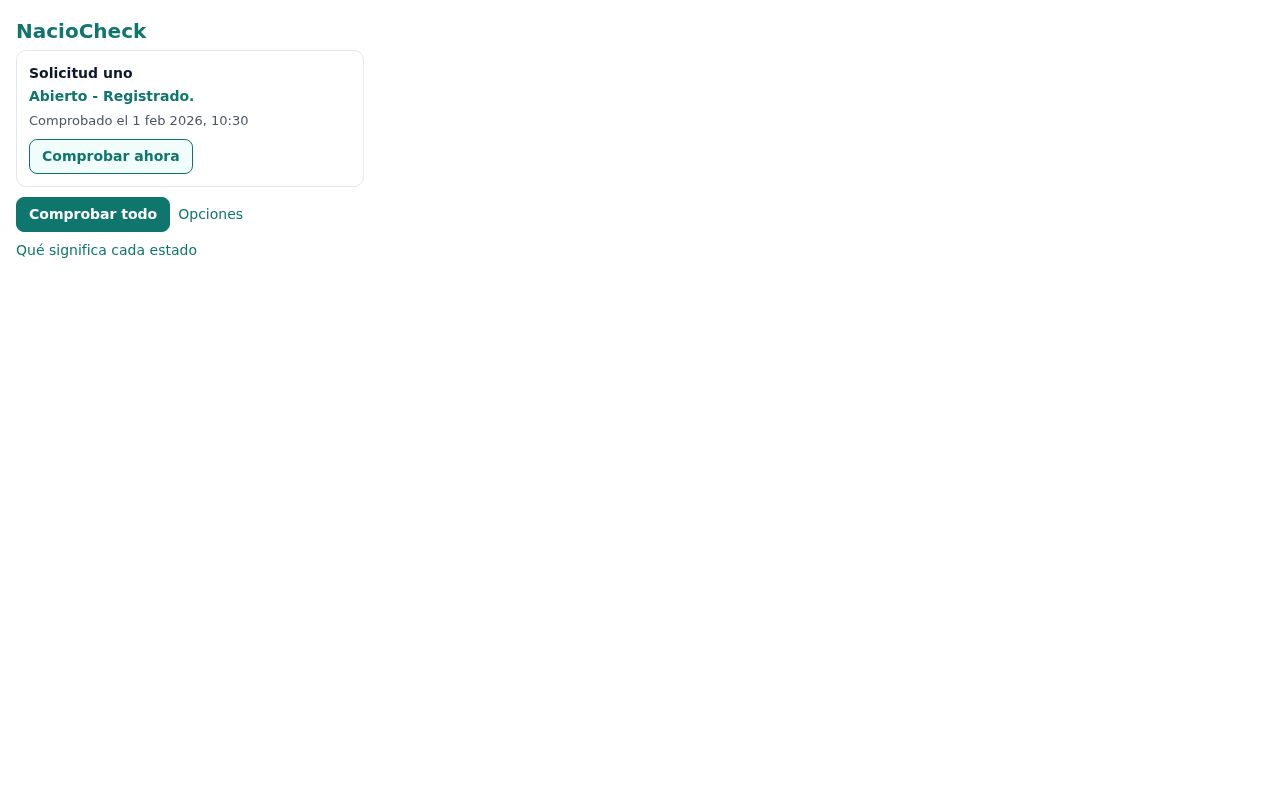 NacioCheck
Solicitud uno
Abierto - Registrado.
Comprobado el 1 feb 2026, 10:30
Comprobar ahora
Comprobar todo Opciones
Qué significa cada estado